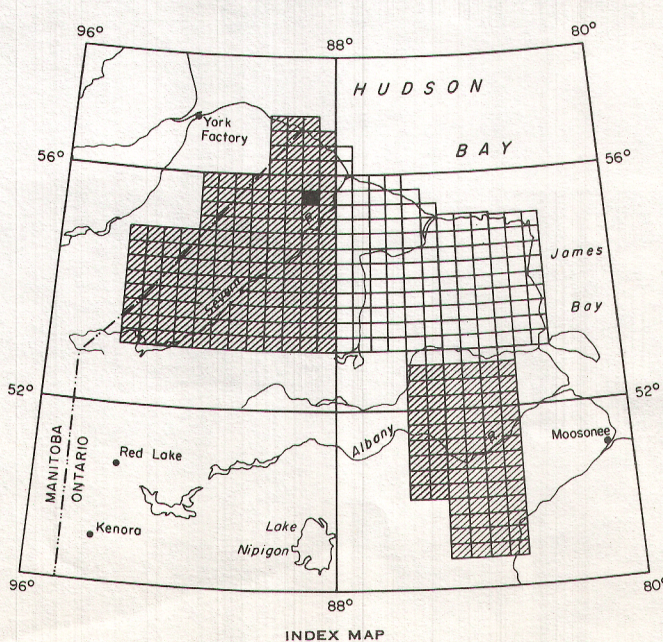 96°
88°
80°
HUDSON
BAY
York
Factory
56°
56°
R.
James
Bay
Severn
52°
52°
Albany
R.
Moosonee
MANITOBA
ONTARIO
Red Lake
Kenora
Lake
Nipigon
96°
88°
80°
INDEX MAP